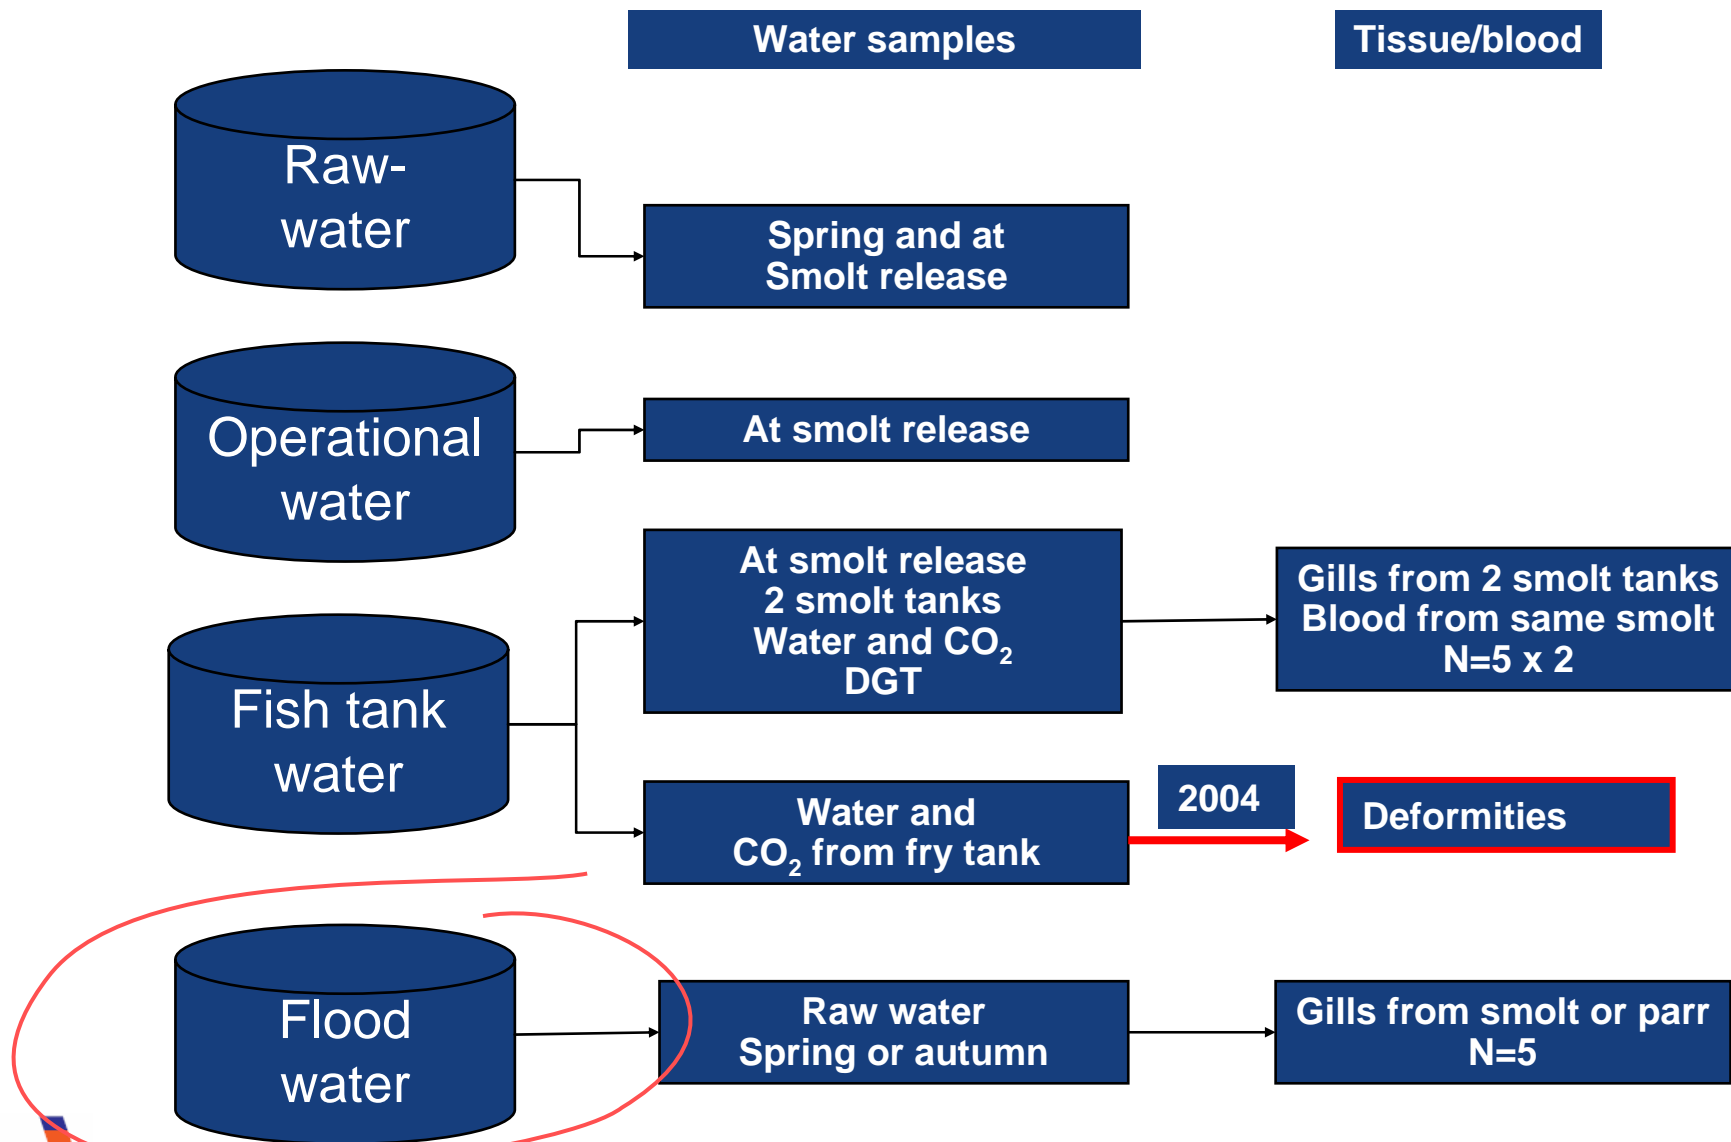 Water samples
Tissue/blood
Raw-
water
Spring and at
Smolt release
Operational
water
At smolt release
Fish tank
water
At smolt release
2 smolt tanks
Water and CO₂
DGT
Gills from 2 smolt tanks
Blood from same smolt
N=5 x 2
Water and
CO₂ from fry tank
2004
Deformities
Flood
water
Raw water
Spring or autumn
Gills from smolt or parr
N=5